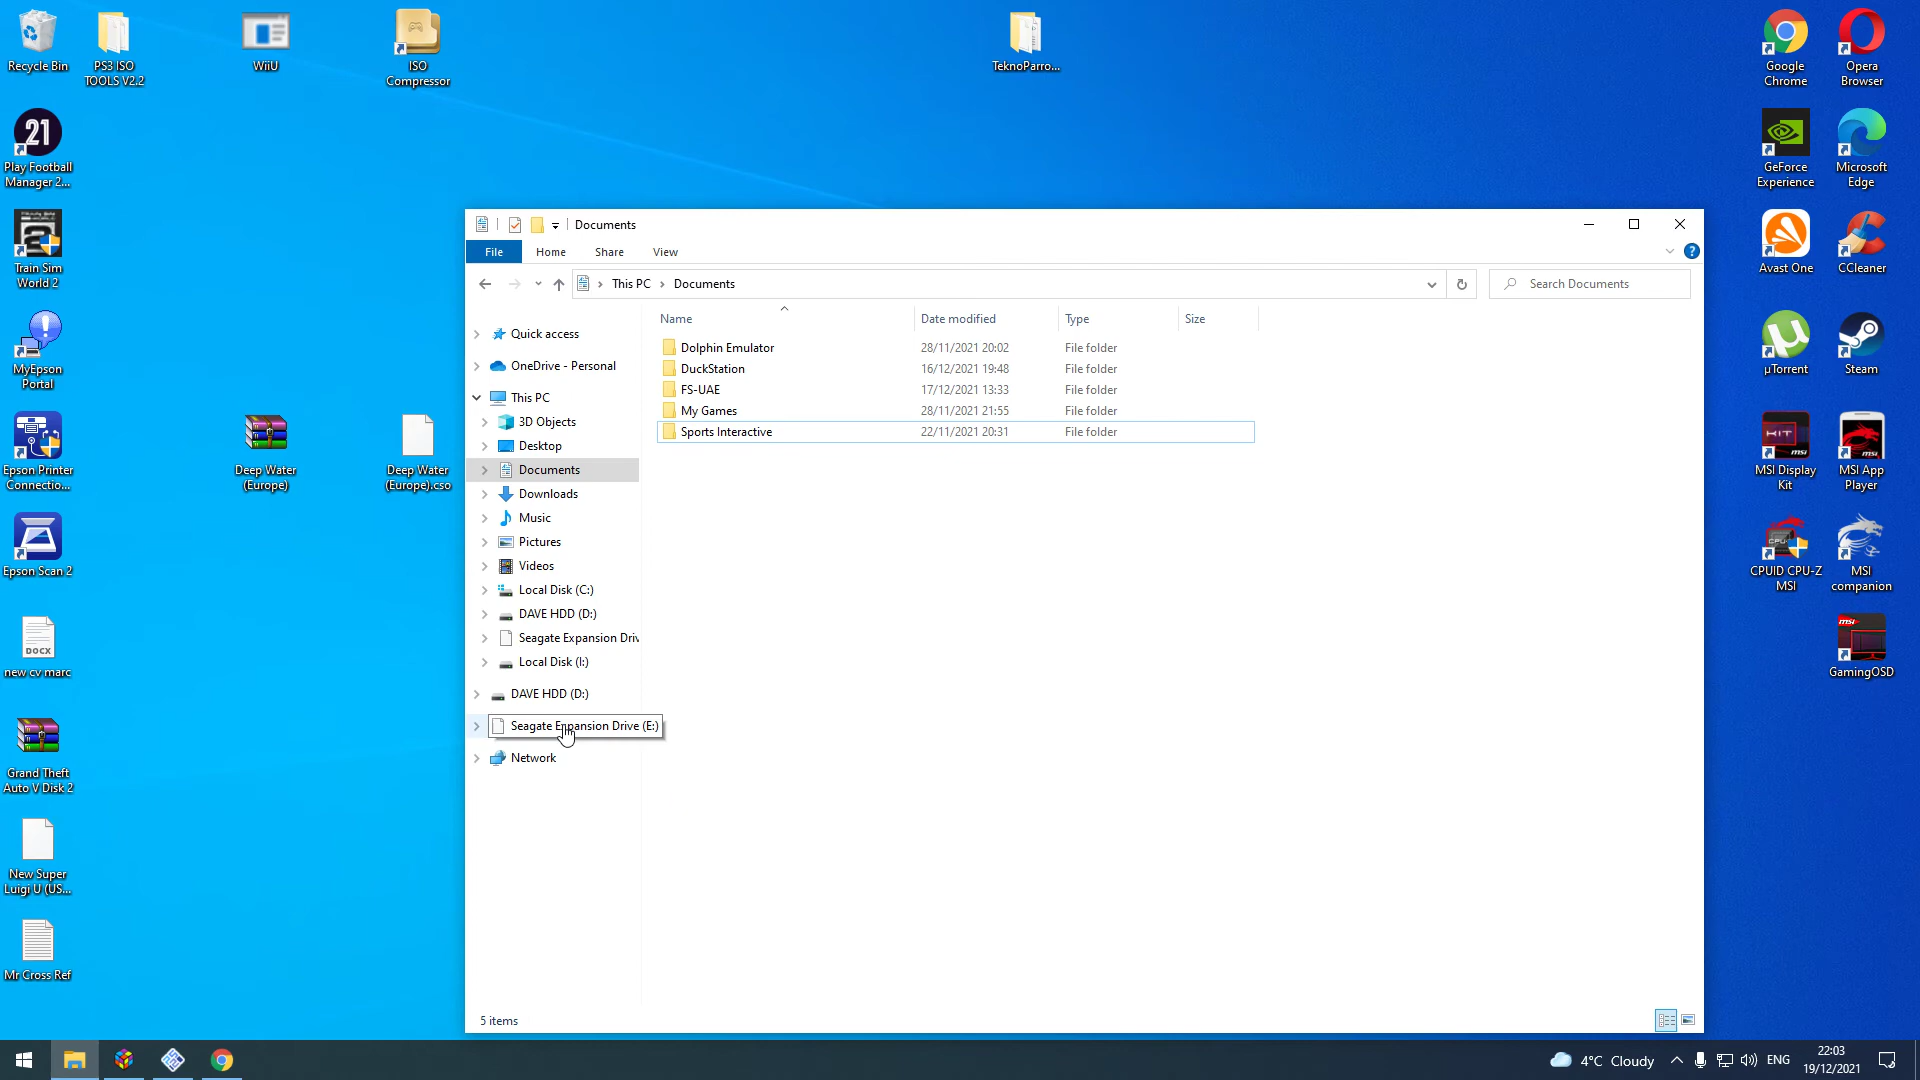 Recycle Bin
PS3 ISO
TOOLS V2.2
WiiU
ISO
Compressor
TeknoParro...
Google
Chrome
Opera
Browser
21
Play Football
Manager 2...
GeForce
Experience
Microsoft
Edge
Train Sim
World 2
Avast One
CCleaner
MyEpson
Portal
µTorrent
Steam
Epson Printer
Connectio...
Deep Water
(Europe)
Deep Water
(Europe).cso
KIT
msi
MSI Display
Kit
msi
MSI App
Player
Epson Scan 2
CPU
CPUID CPU-Z
MSI
MSI
companion
DOCX
new cv marc
msi
GamingOSD
Grand Theft
Auto V Disk 2
New Super
Luigi U (US...
Mr Cross Ref
Documents
File
Home
Share
View
?
This PC
Documents
Search Documents
Name
Date modified
Type
Size
Dolphin Emulator
28/11/2021 20:02
File folder
DuckStation
16/12/2021 19:48
File folder
FS-UAE
17/12/2021 13:33
File folder
My Games
28/11/2021 21:55
File folder
Sports Interactive
22/11/2021 20:31
File folder
Quick access
OneDrive - Personal
This PC
3D Objects
Desktop
Documents
Downloads
Music
Pictures
Videos
Local Disk (C:)
DAVE HDD (D:)
Seagate Expansion Driv
Local Disk (I:)
DAVE HDD (D:)
Seagate Expansion Drive (E:)
Network
5 items
4°C Cloudy
ENG
22:03
19/12/2021